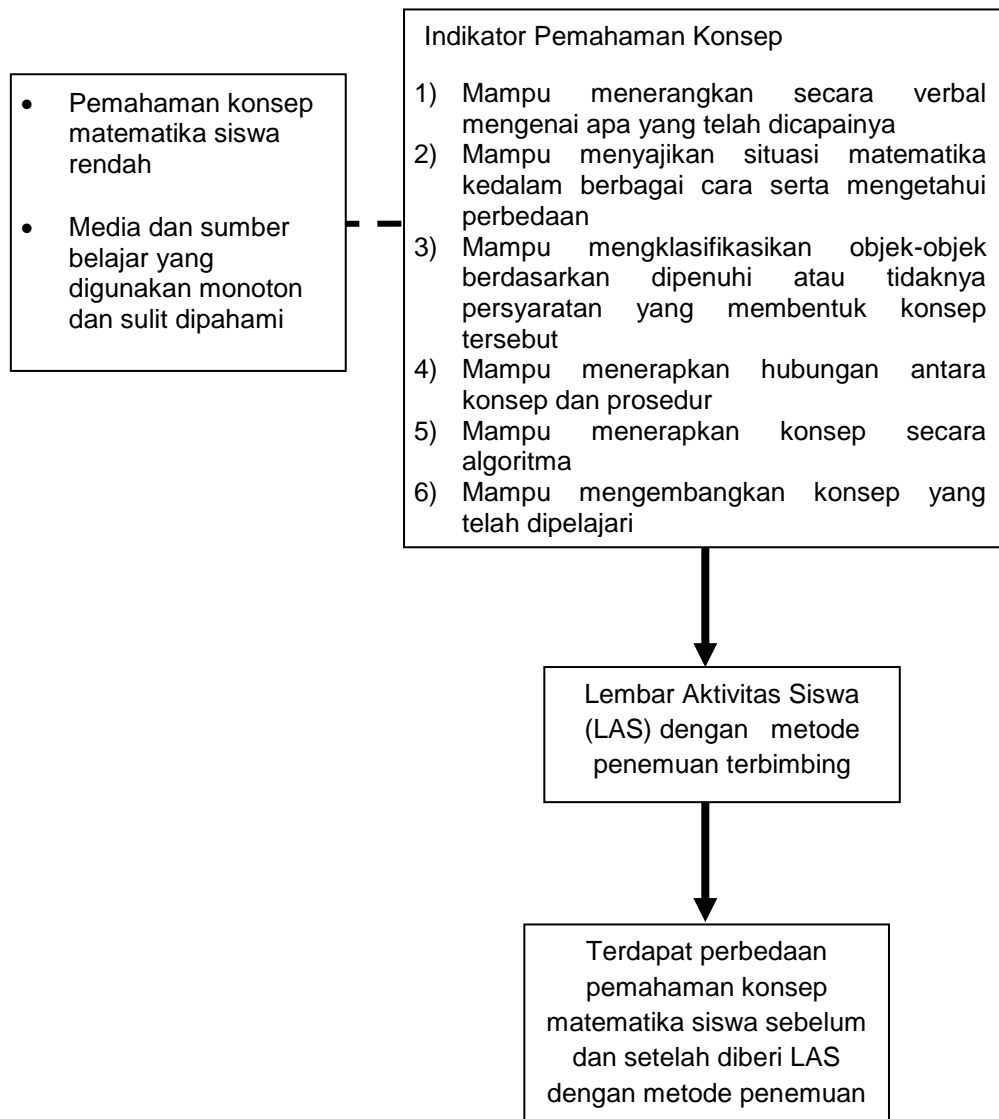 Indikator Pemahaman Konsep
1) Mampu menerangkan secara verbal
mengenai apa yang telah dicapainya
2) Mampu menyajikan situasi matematika
kedalam berbagai cara serta mengetahui
perbedaan
3) Mampu mengklasifikasikan objek-objek
berdasarkan dipenuhi atau tidaknya
persyaratan yang membentuk konsep
tersebut
4) Mampu menerapkan hubungan antara
konsep dan prosedur
5) Mampu menerapkan konsep secara
algoritma
6) Mampu mengembangkan konsep yang
telah dipelajari
• Pemahaman konsep
matematika siswa
rendah
• Media dan sumber
belajar yang
digunakan monoton
dan sulit dipahami
Lembar Aktivitas Siswa
(LAS) dengan metode
penemuan terbimbing
Terdapat perbedaan
pemahaman konsep
matematika siswa sebelum
dan setelah diberi LAS
dengan metode penemuan